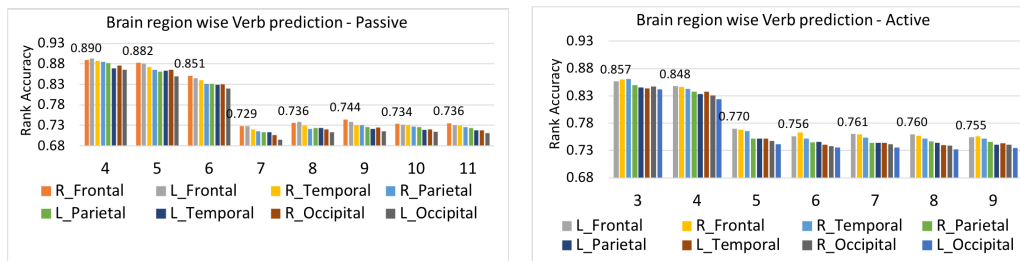 Brain region wise Verb prediction - Passive
Rank Accuracy
0.93
0.88
0.83
0.78
0.73
0.68
0.890
0.882
0.851
0.729
0.736
0.744
0.734
0.736
4 5 6 7 8 9 10 11
R_Frontal L_Frontal R_Temporal R_Parietal
L_Parietal L_Temporal R_Occipital L_Occipital
Brain region wise Verb prediction - Active
Rank Accuracy
0.93
0.88
0.83
0.78
0.73
0.68
0.857
0.848
0.770
0.756
0.761
0.760
0.755
3 4 5 6 7 8 9
L_Frontal R_Frontal R_Temporal R_Parietal
L_Parietal L_Temporal R_Occipital L_Occipital